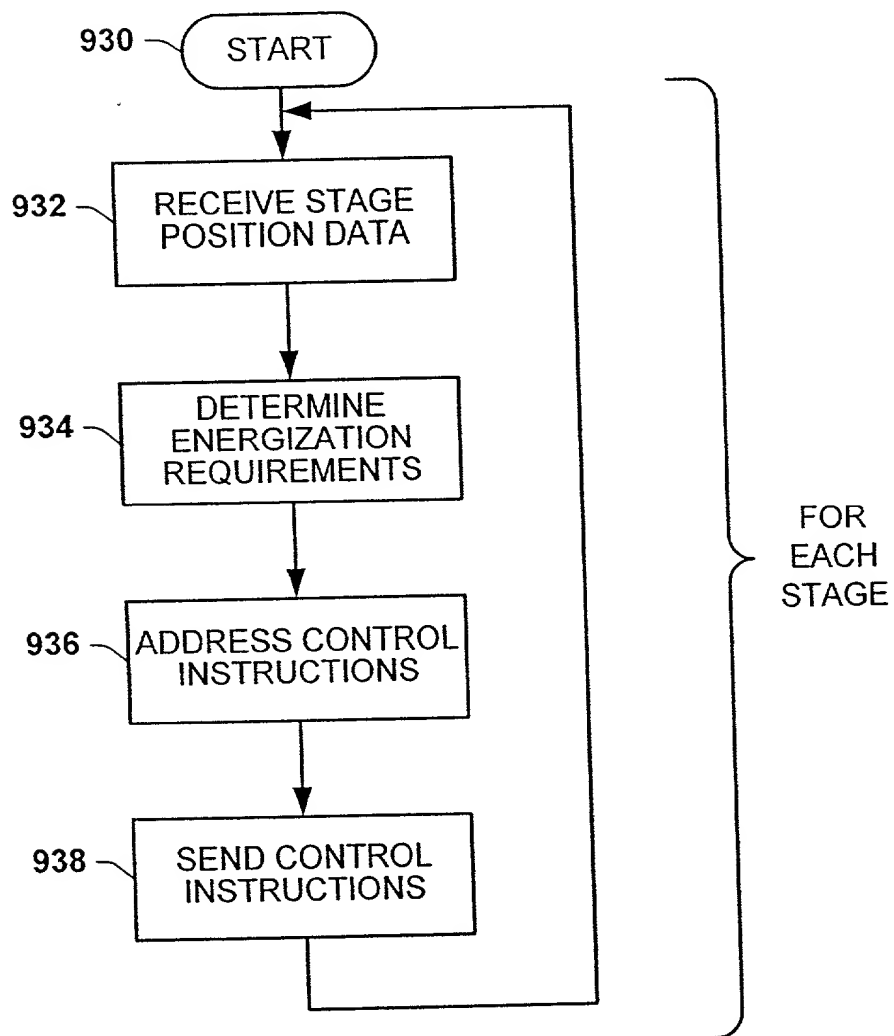 930
START
932
RECEIVE STAGE
POSITION DATA
934
DETERMINE
ENERGIZATION
REQUIREMENTS
936
ADDRESS CONTROL
INSTRUCTIONS
938
SEND CONTROL
INSTRUCTIONS
FOR
EACH
STAGE